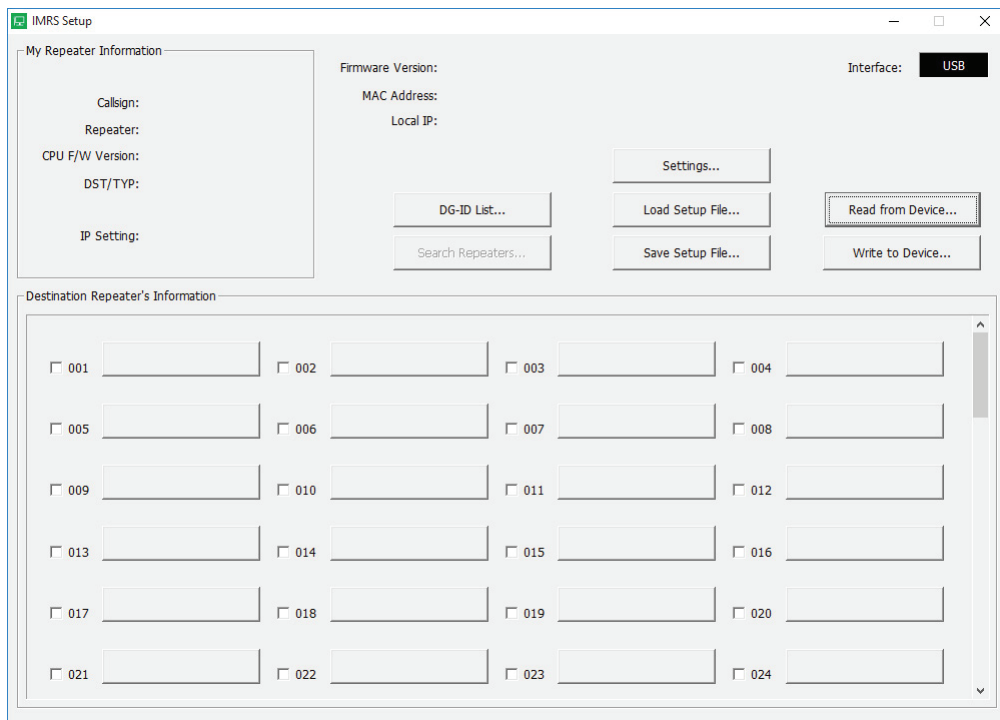 IMRS Setup
My Repeater Information
Callsign:
Repeater:
CPU F/W Version:
DST/TYP:
IP Setting:
Firmware Version:
MAC Address:
Local IP:
Interface: USB
Settings...
DG-ID List... Load Setup File... Read from Device...
Search Repeaters... Save Setup File... Write to Device...
Destination Repeater's Information
001 002 003 004
005 006 007 008
009 010 011 012
013 014 015 016
017 018 019 020
021 022 023 024